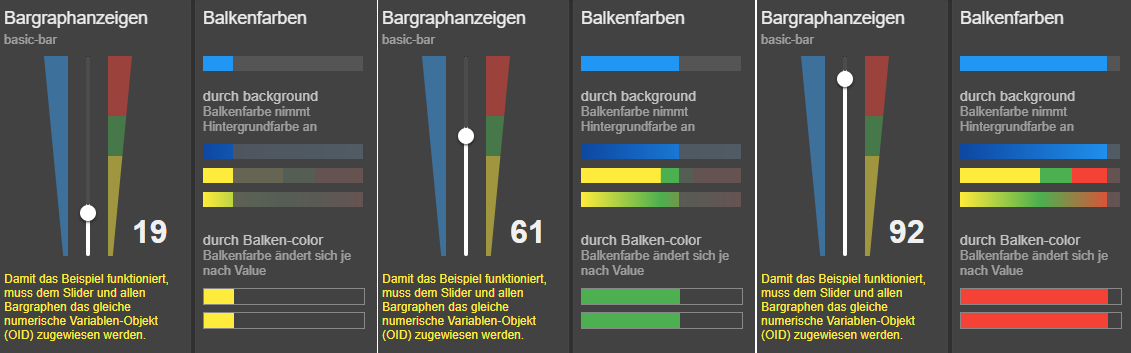 Bargraphanzeigen
basic-bar
19
Damit das Beispiel funktioniert,
muss dem Slider und allen
Bargraphen das gleiche
numerische Variablen-Objekt
(OID) zugewiesen werden.
Balkenfarben
durch background
Balkenfarbe nimmt
Hintergrundfarbe an
durch Balken-color
Balkenfarbe ändert sich je
nach Value
Bargraphanzeigen
basic-bar
61
Damit das Beispiel funktioniert,
muss dem Slider und allen
Bargraphen das gleiche
numerische Variablen-Objekt
(OID) zugewiesen werden.
Balkenfarben
durch background
Balkenfarbe nimmt
Hintergrundfarbe an
durch Balken-color
Balkenfarbe ändert sich je
nach Value
Bargraphanzeigen
basic-bar
92
Damit das Beispiel funktioniert,
muss dem Slider und allen
Bargraphen das gleiche
numerische Variablen-Objekt
(OID) zugewiesen werden.
Balkenfarben
durch background
Balkenfarbe nimmt
Hintergrundfarbe an
durch Balken-color
Balkenfarbe ändert sich je
nach Value